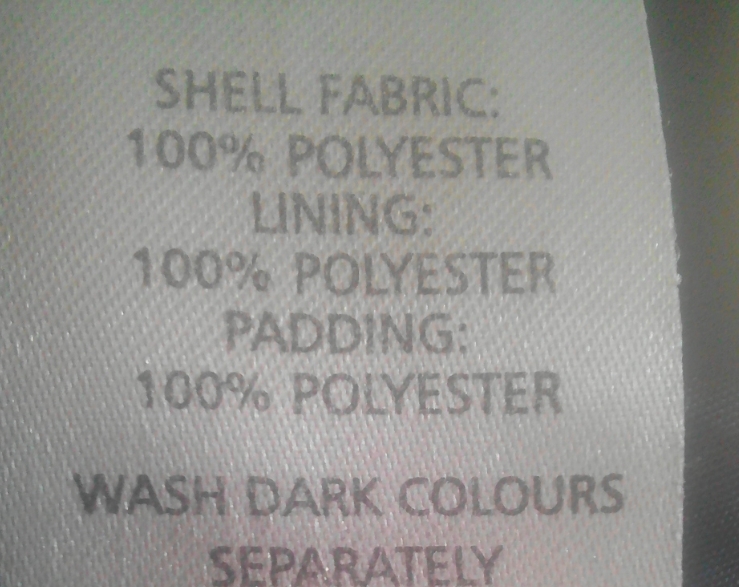 SHELL FABRIC:
100% POLYESTER
LINING:
100% POLYESTER
PADDING:
100% POLYESTER
WASH DARK COLOURS
SEPARATELY